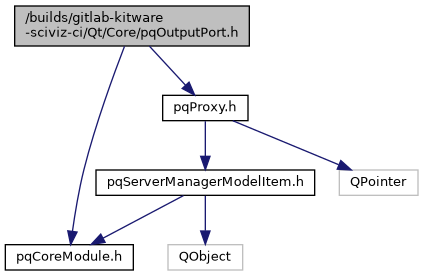 /builds/gitlab-kitware
-sciviz-ci/Qt/Core/pqOutputPort.h
pqProxy.h
pqServerManagerModelItem.h
QPointer
pqCoreModule.h
QObject